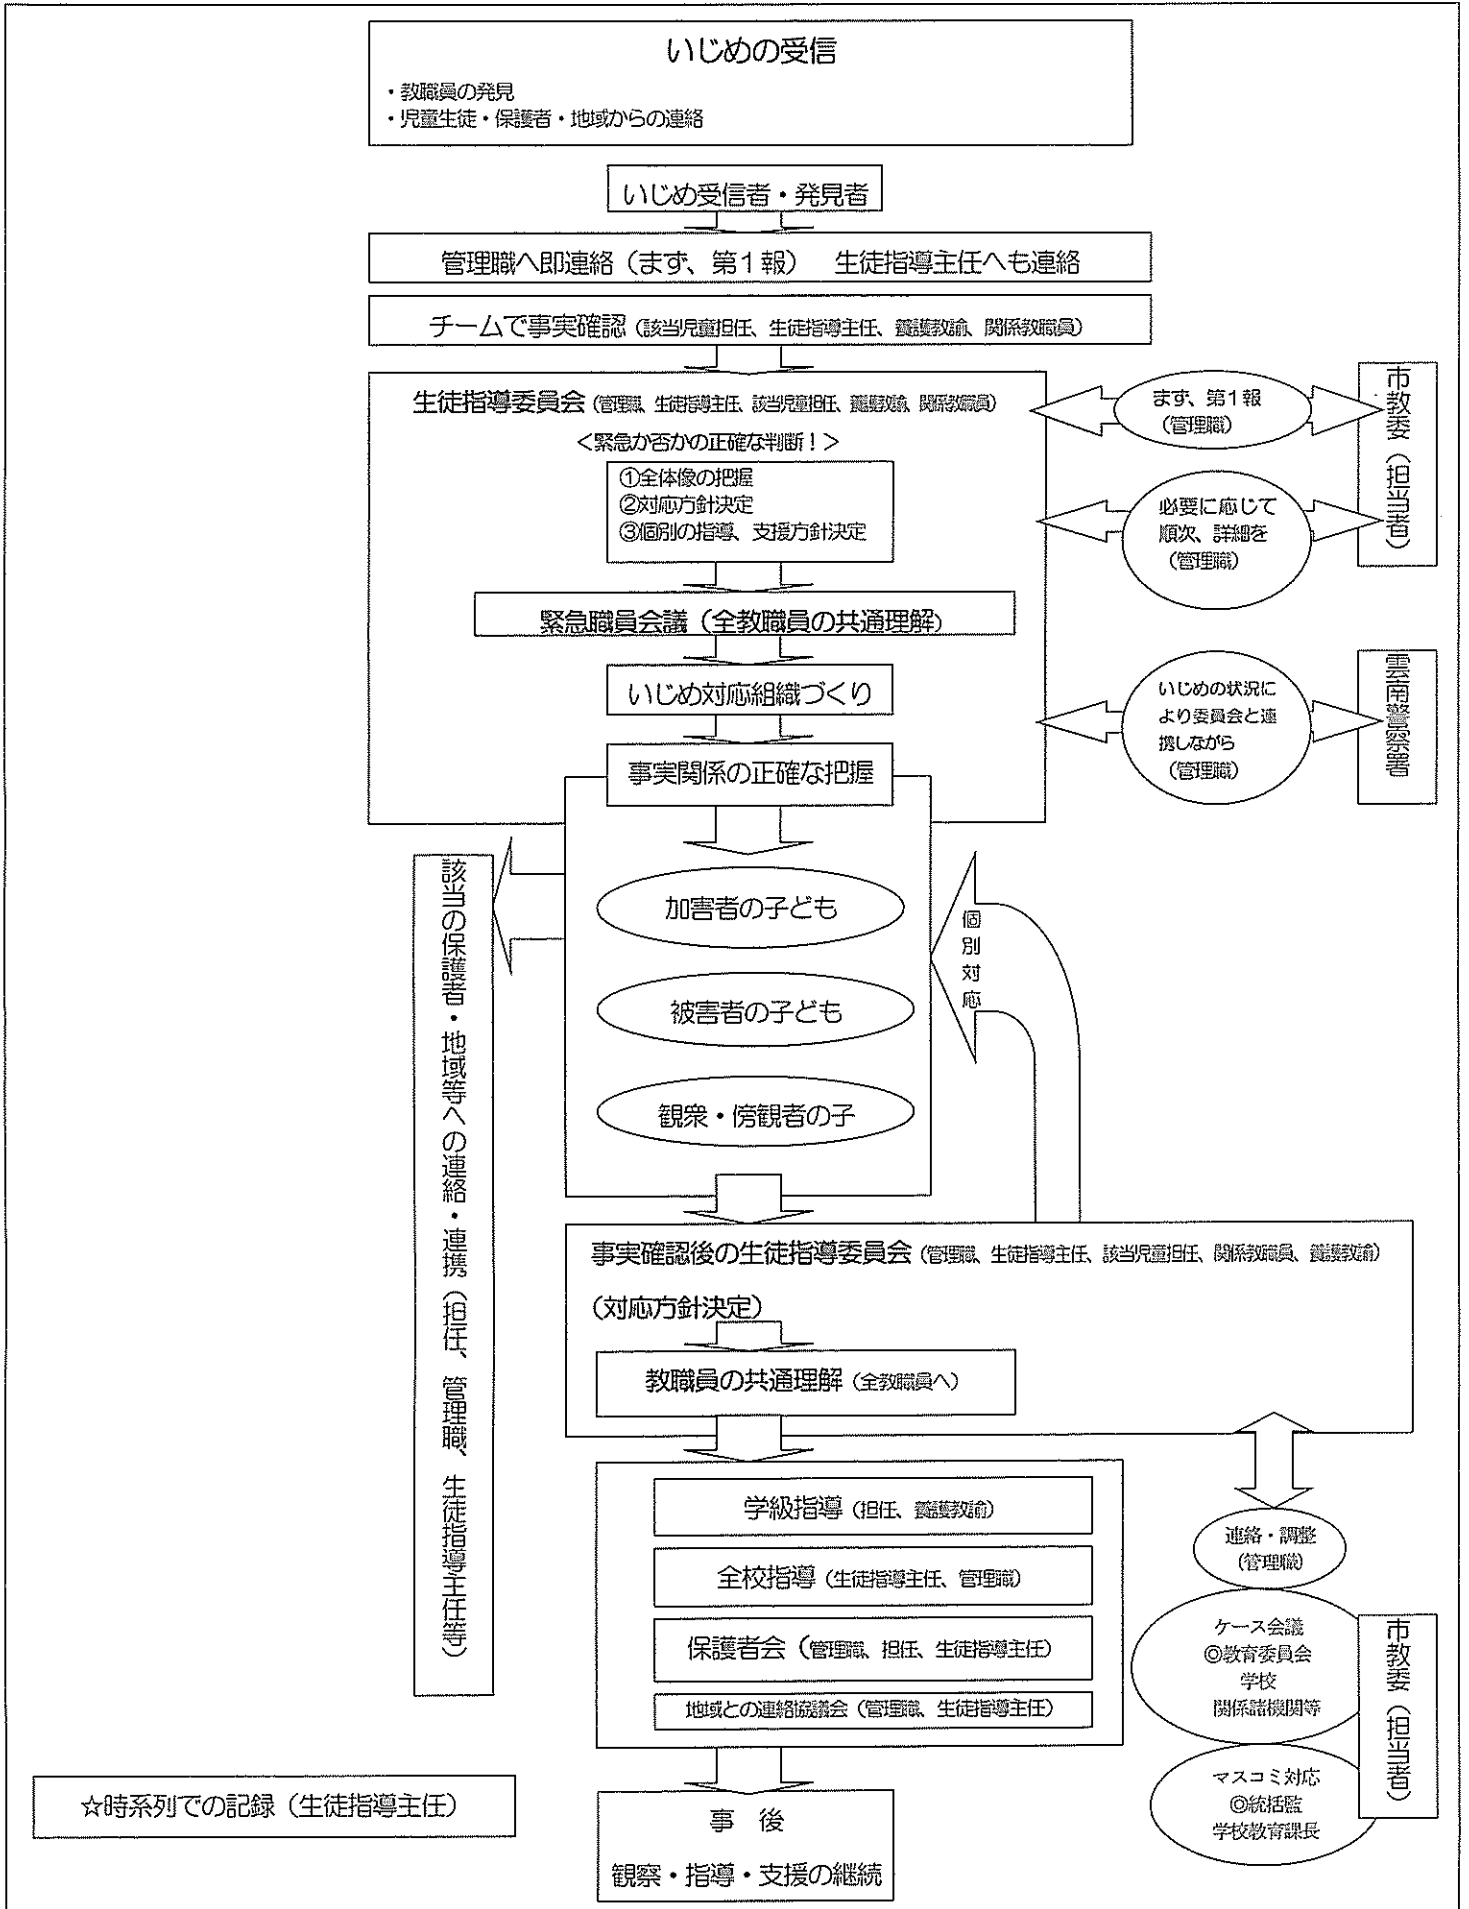 いじめの受信
・教職員の発見
・児童生徒・保護者・地域からの連絡
いじめ受信者・発見者
管理職へ即連絡（まず、第1報）　生徒指導主任へも連絡
チームで事実確認（該当児童担任、生徒指導主任、養護教諭、関係教職員）
生徒指導委員会（管理職、生徒指導主任、該当児童担任、養護教諭、関係教職員）
＜緊急か否かの正確な判断！＞
①全体像の把握
②対応方針決定
③個別の指導、支援方針決定
緊急職員会議（全教職員の共通理解）
いじめ対応組織づくり
事実関係の正確な把握
まず、第1報
（管理職）
必要に応じて
順次、詳細を
（管理職）
市教委（担当者）
いじめの状況に
より委員会と連
携しながら
（管理職）
雲南警察署
加害者の子ども
被害者の子ども
観衆・傍観者の子
個別対応
該当の保護者・地域等への連絡・連携（担任、管理職、生徒指導主任等）
事実確認後の生徒指導委員会（管理職、生徒指導主任、該当児童担任、関係教職員、養護教諭）
（対応方針決定）
教職員の共通理解（全教職員へ）
学級指導（担任、養護教諭）
全校指導（生徒指導主任、管理職）
保護者会（管理職、担任、生徒指導主任）
地域との連絡協議会（管理職、生徒指導主任）
連絡・調整
（管理職）
ケース会議
◎教育委員会
学校
関係諸機関等
マスコミ対応
◎統括監
学校教育課長
市教委（担当者）
☆時系列での記録（生徒指導主任）
事　後
観察・指導・支援の継続